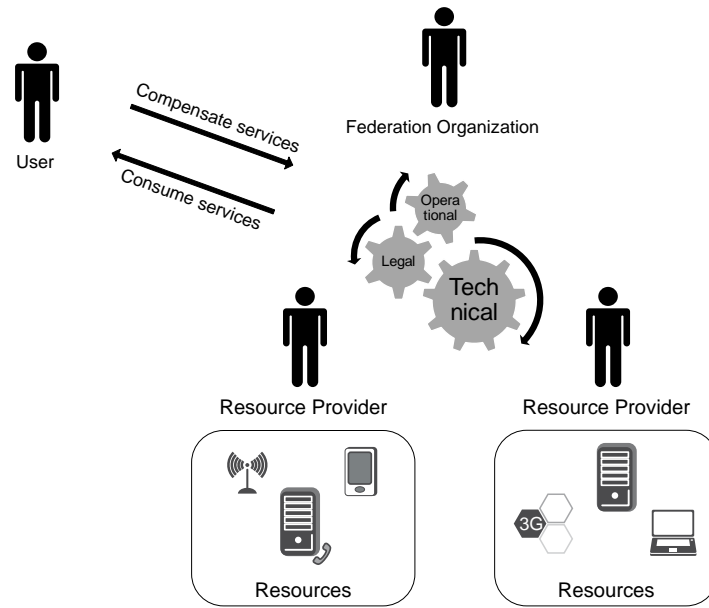 Compensate services
Federation Organization
User
Consume services
Opera
tional
Legal
Tech
nical
Resource Provider
Resource Provider
3G
Resources
Resources